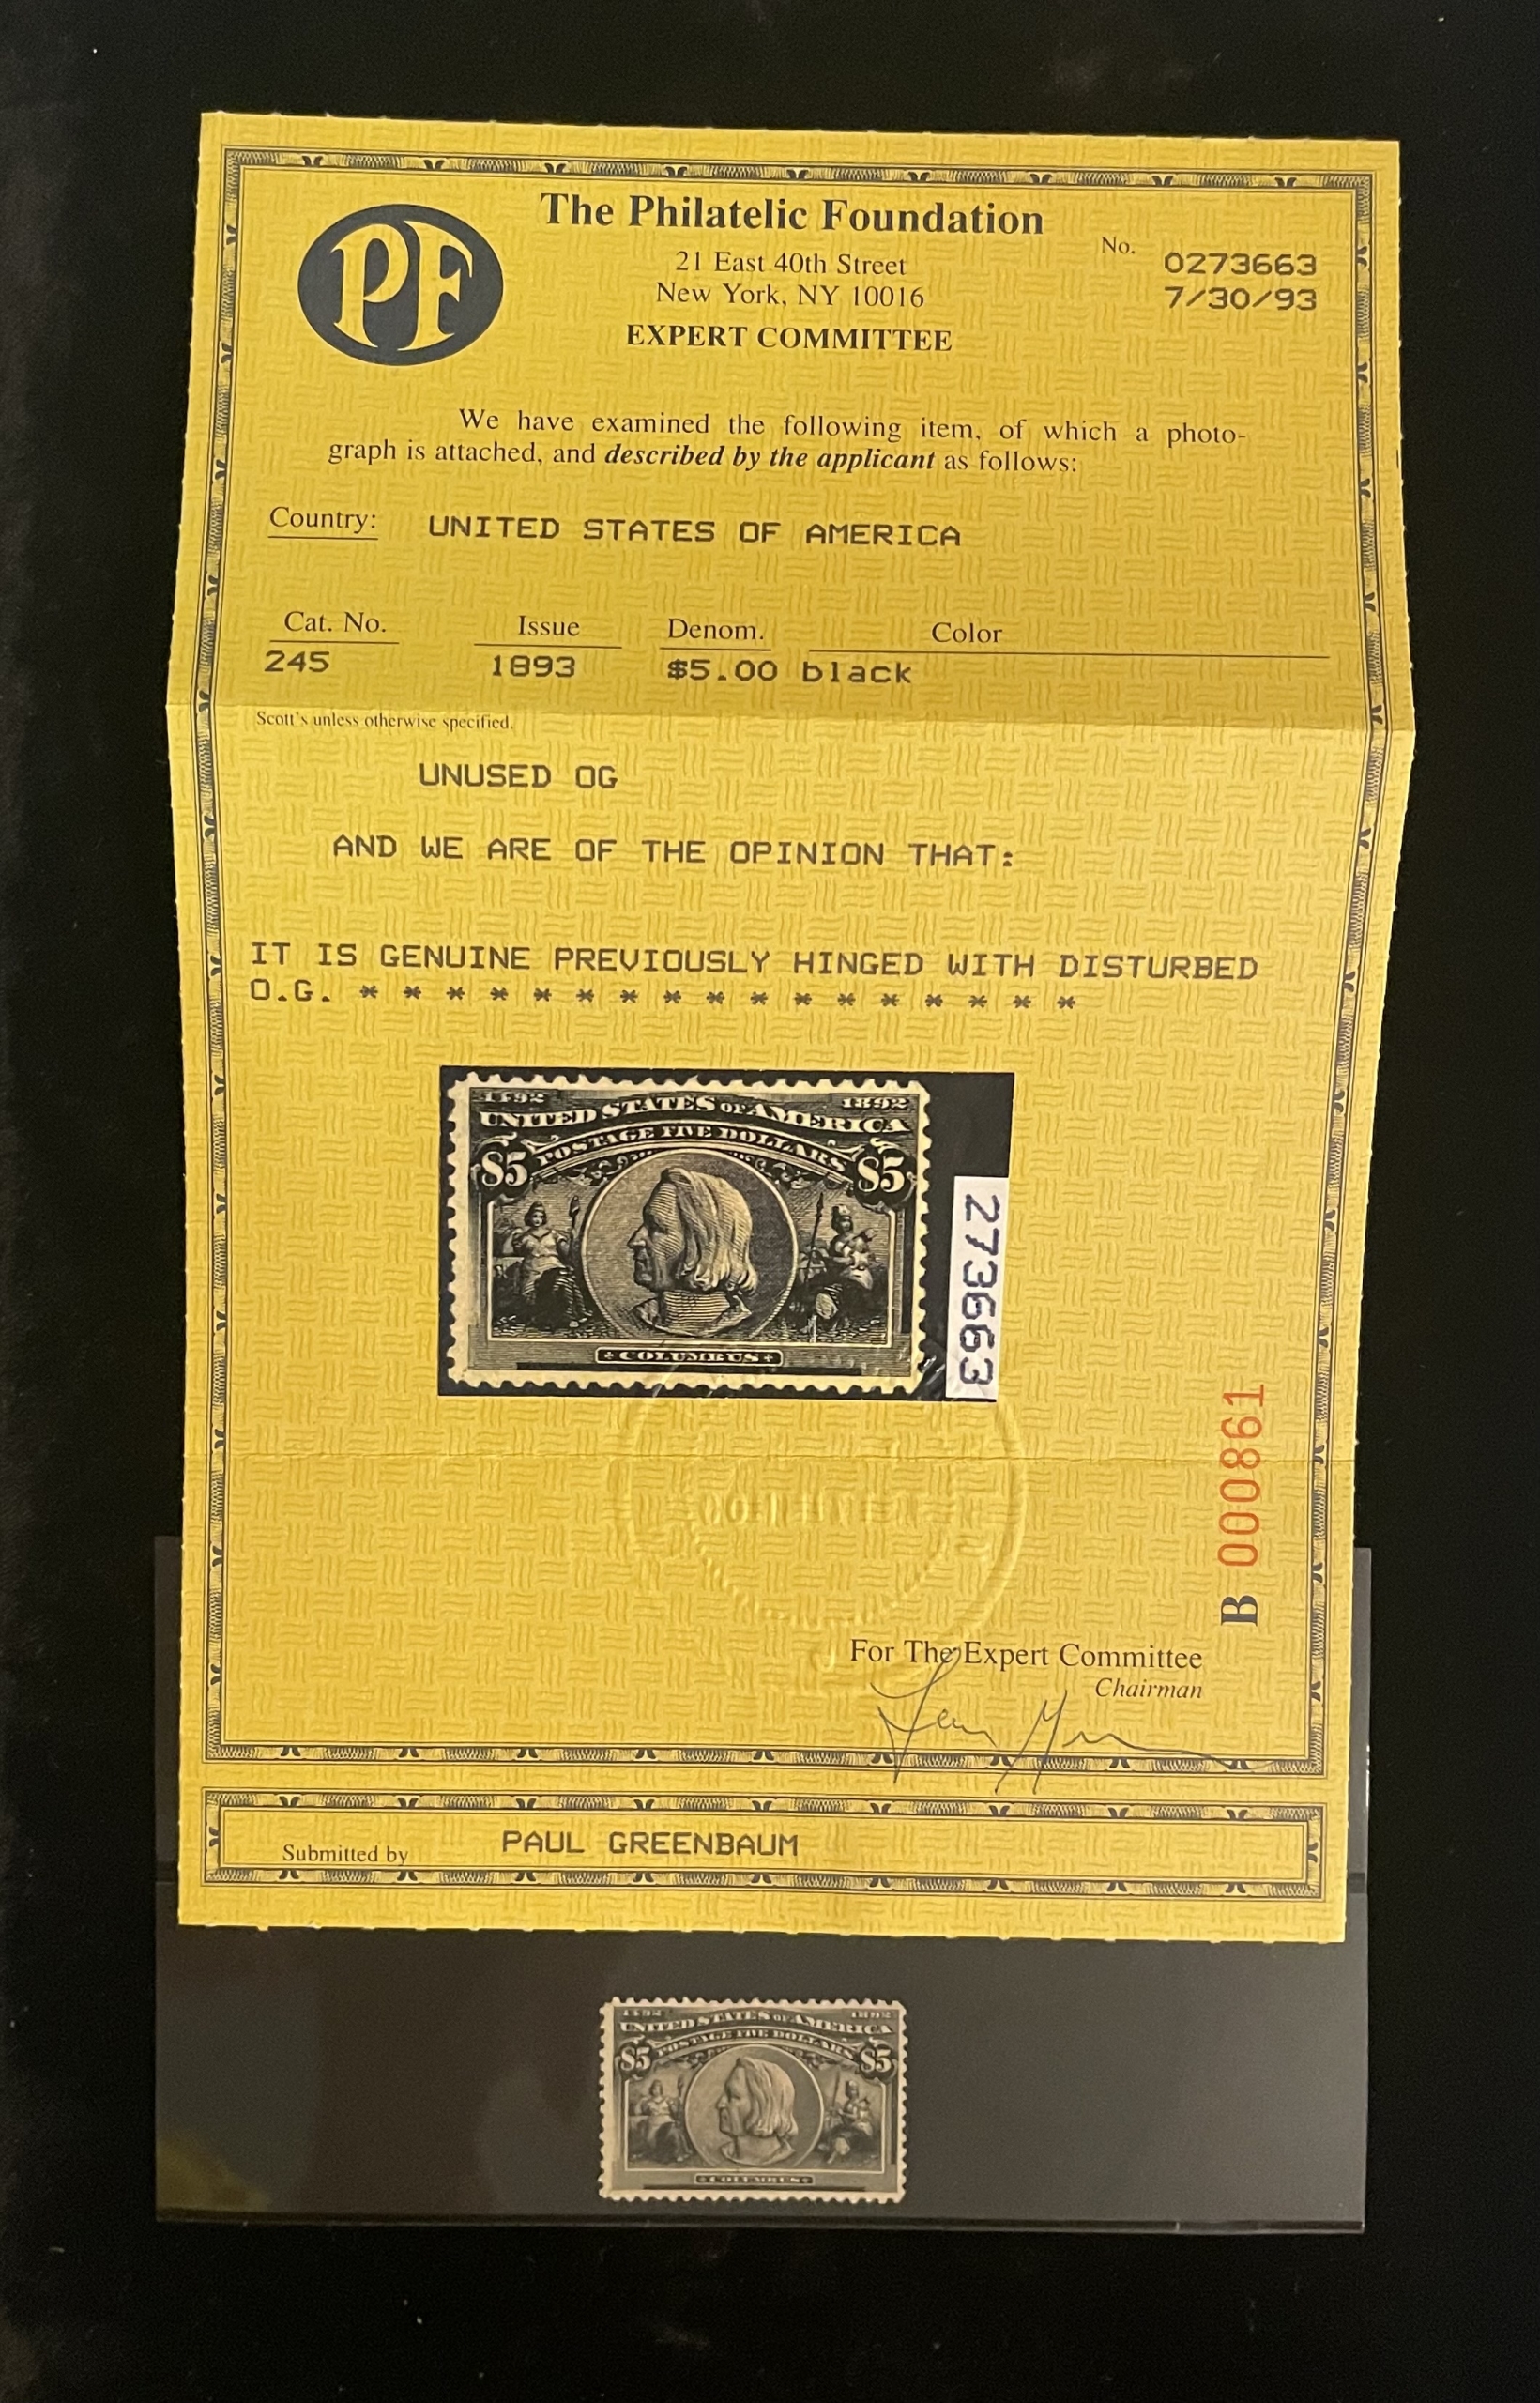 PF
The Philatelic Foundation
21 East 40th Street
New York, NY 10016
EXPERT COMMITTEE
No. 0273663
7/30/93
We have examined the following item, of which a photo-
graph is attached, and described by the applicant as follows:
Country: UNITED STATES OF AMERICA
Cat. No. Issue Denom. Color
245 1893 $5.00 black
Scott's unless otherwise specified.
UNUSED OG
AND WE ARE OF THE OPINION THAT:
IT IS GENUINE PREVIOUSLY HINGED WITH DISTURBED
O.G. * * * * * * * * * * * * * * * * *
1492 1892
UNITED STATES OF AMERICA
POSTAGE FIVE DOLLARS
$5 $5
COLUMBUS
273663
B 000861
For The Expert Committee
Chairman
Submitted by PAUL GREENBAUM
1492 1892
UNITED STATES OF AMERICA
POSTAGE FIVE DOLLARS
$5 $5
COLUMBUS